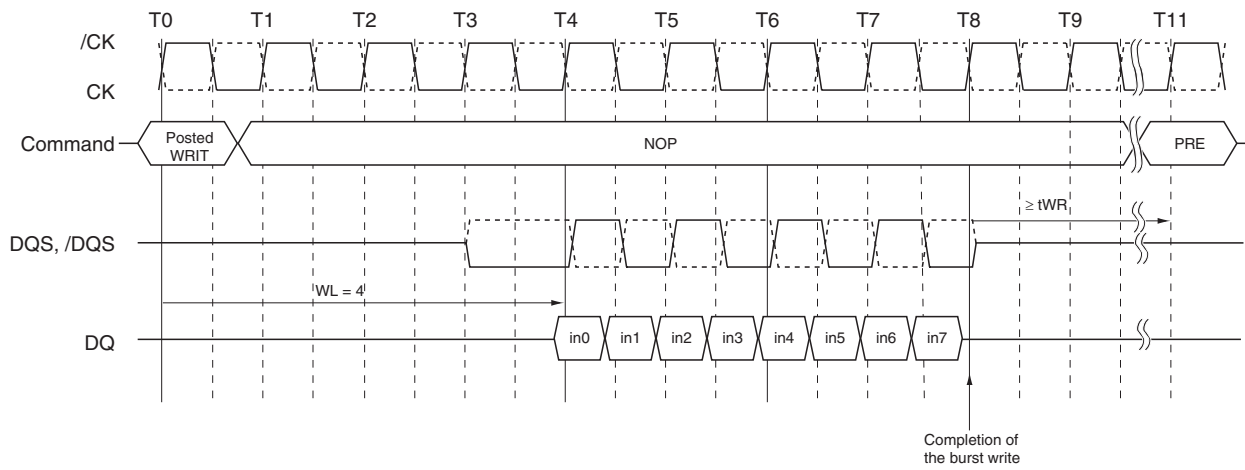 T0 T1 T2 T3 T4 T5 T6 T7 T8 T9 T11
/CK
CK
Command
Posted
WRIT
NOP
PRE
≥ tWR
DQS, /DQS
WL = 4
DQ
in0 in1 in2 in3 in4 in5 in6 in7
Completion of
the burst write